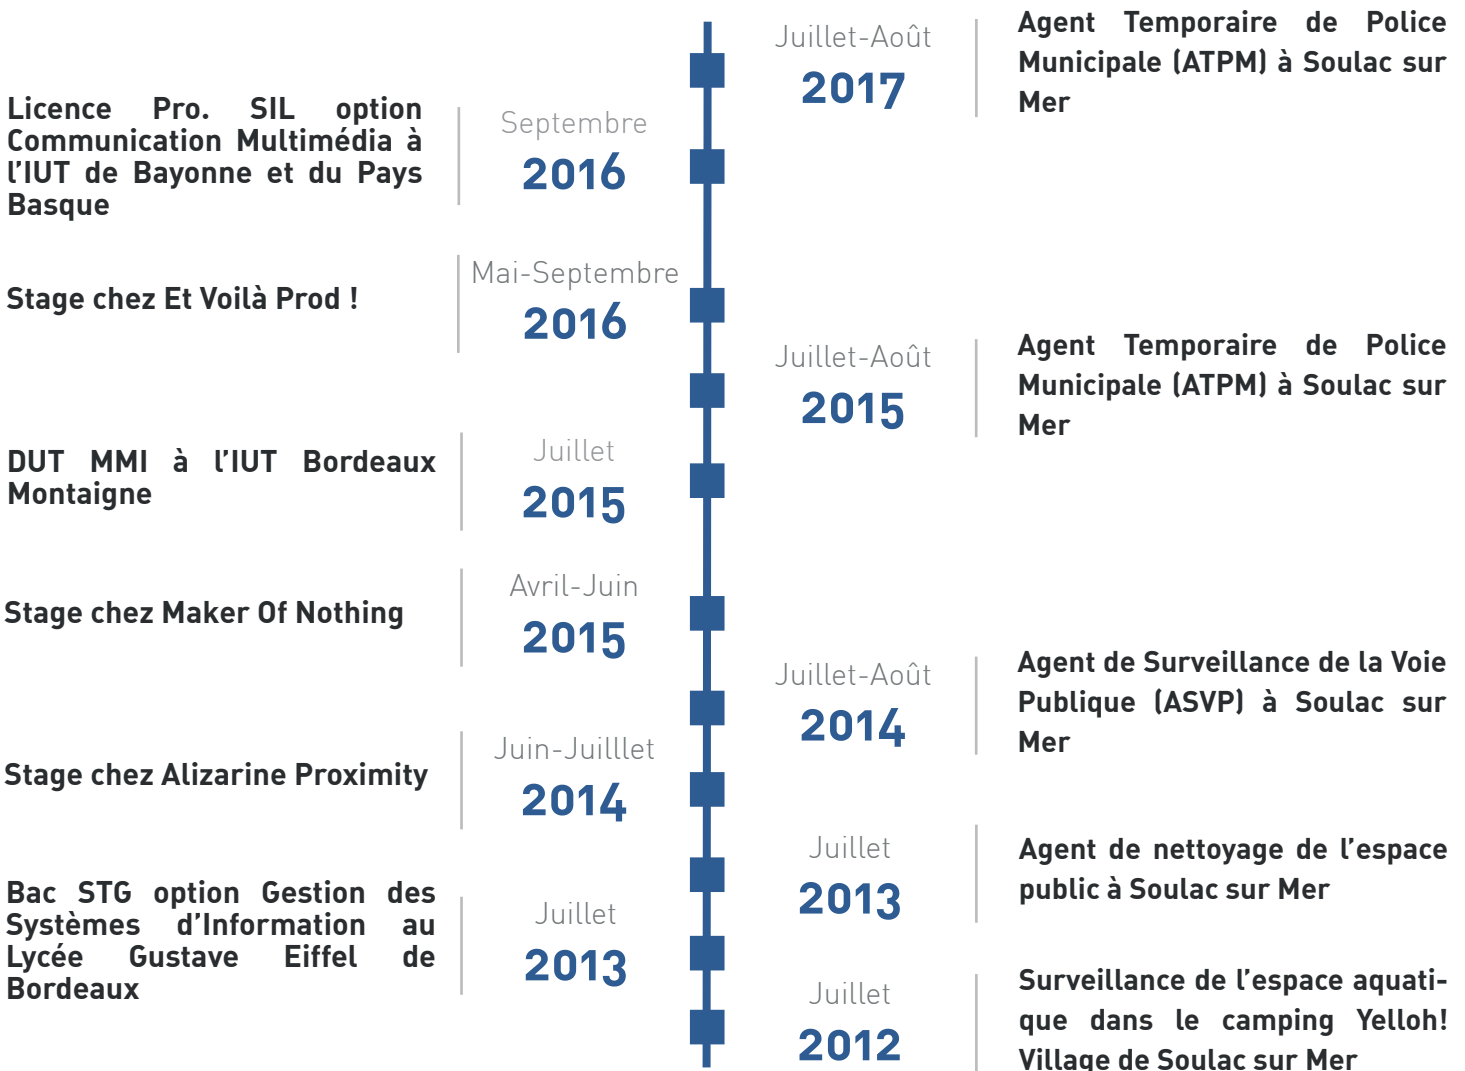 Juillet-Août
2017
Agent Temporaire de Police
Municipale (ATPM) à Soulac sur
Mer
Licence Pro. SIL option
Communication Multimédia à
l’IUT de Bayonne et du Pays
Basque
Septembre
2016
Stage chez Et Voilà Prod !
Mai-Septembre
2016
Juillet-Août
2015
Agent Temporaire de Police
Municipale (ATPM) à Soulac sur
Mer
DUT MMI à l’IUT Bordeaux
Montaigne
Juillet
2015
Stage chez Maker Of Nothing
Avril-Juin
2015
Juillet-Août
2014
Agent de Surveillance de la Voie
Publique (ASVP) à Soulac sur
Mer
Stage chez Alizarine Proximity
Juin-Juilllet
2014
Juillet
2013
Agent de nettoyage de l’espace
public à Soulac sur Mer
Bac STG option Gestion des
Systèmes d’Information au
Lycée Gustave Eiffel de
Bordeaux
Juillet
2013
Juillet
2012
Surveillance de l’espace aquati-
que dans le camping Yelloh!
Village de Soulac sur Mer